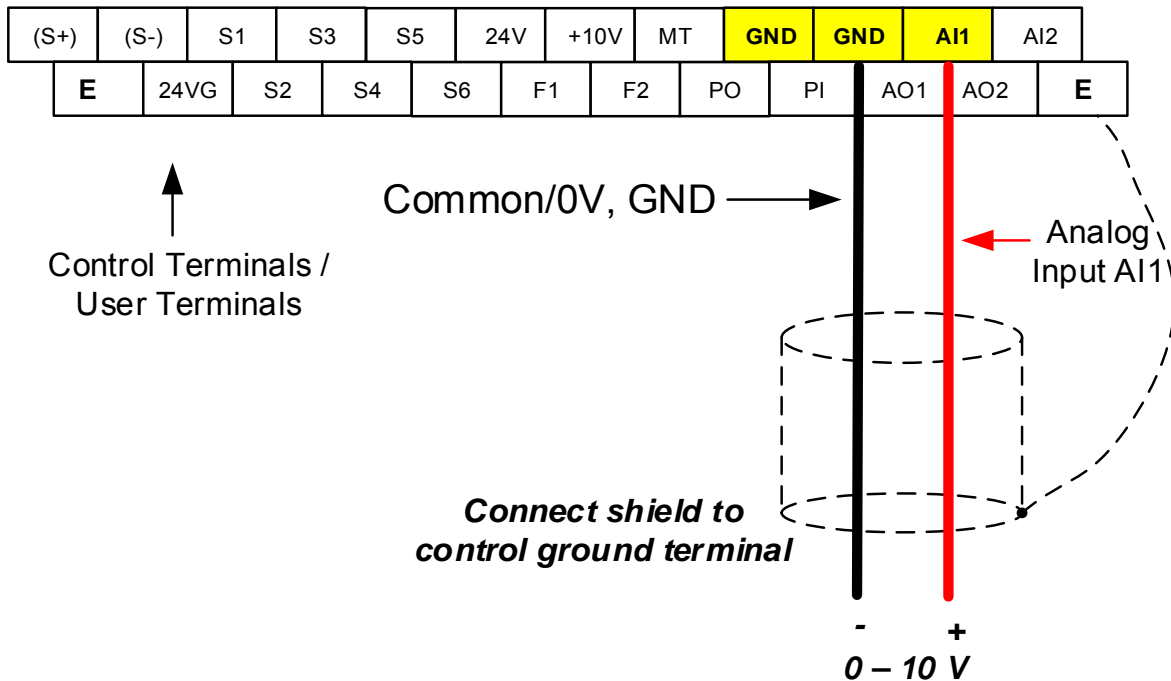 (S+) (S-) S1 S3 S5 24V +10V MT GND GND AI1 AI2
E 24VG S2 S4 S6 F1 F2 PO PI AO1 AO2 E
Common/0V, GND
Control Terminals /
User Terminals
Analog
Input AI1
Connect shield to
control ground terminal
- +
0 – 10 V